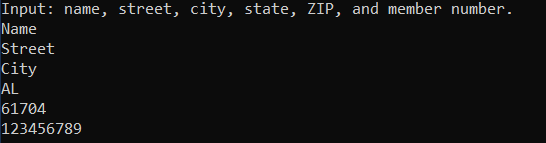 Input: name, street, city, state, ZIP, and member number.
Name
Street
City
AL
61704
123456789